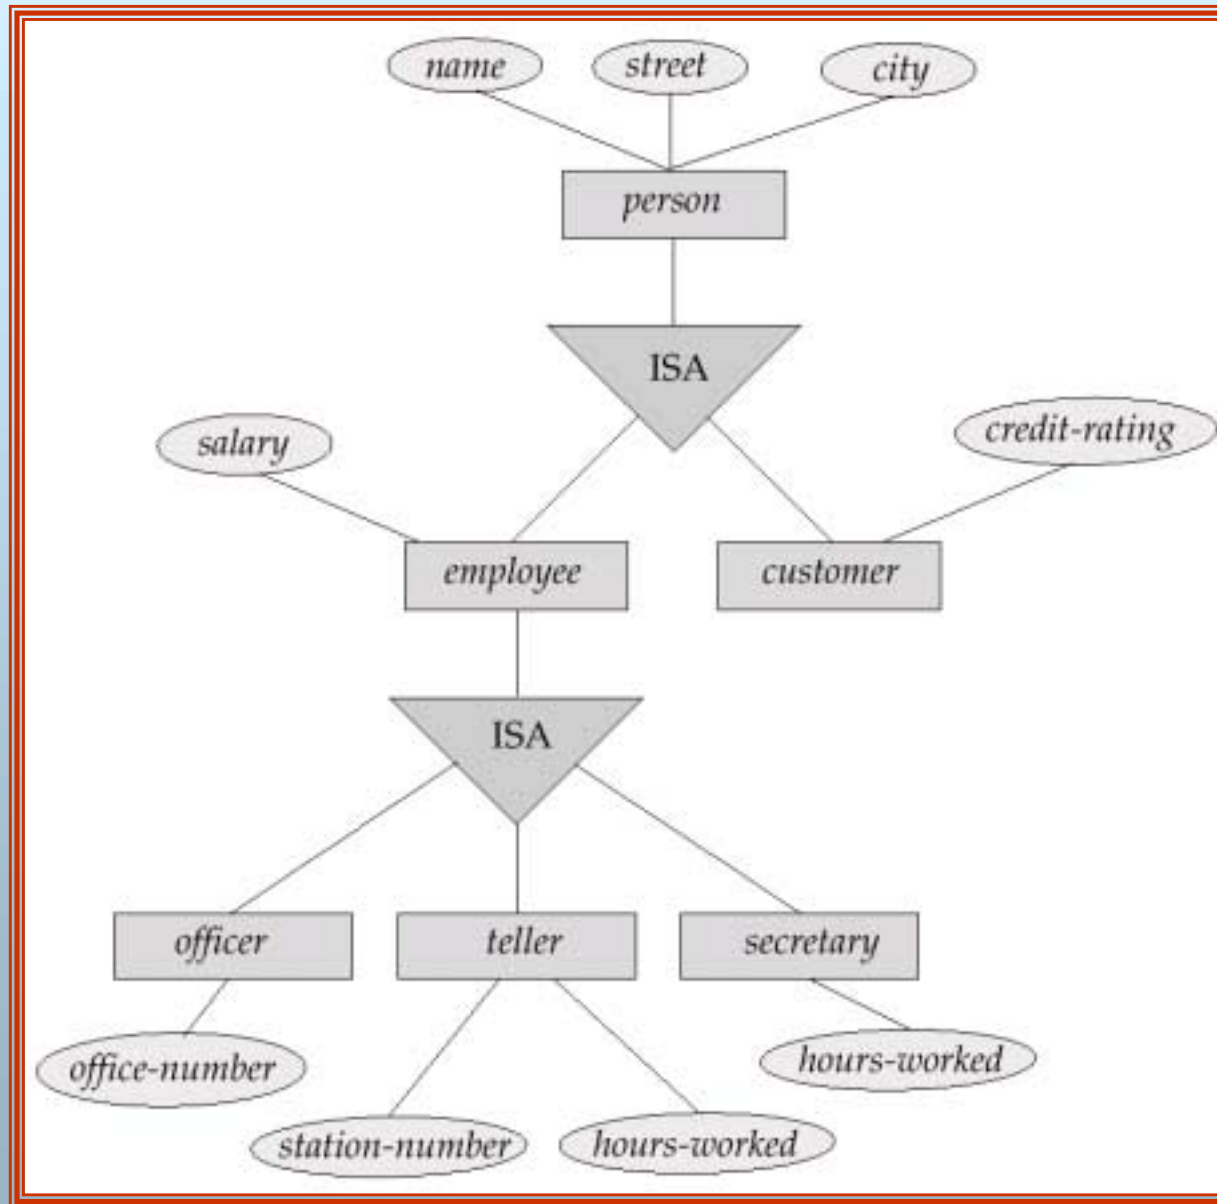 name
street
city
person
ISA
salary
credit-rating
employee
customer
ISA
officer
teller
secretary
office-number
station-number
hours-worked
hours-worked